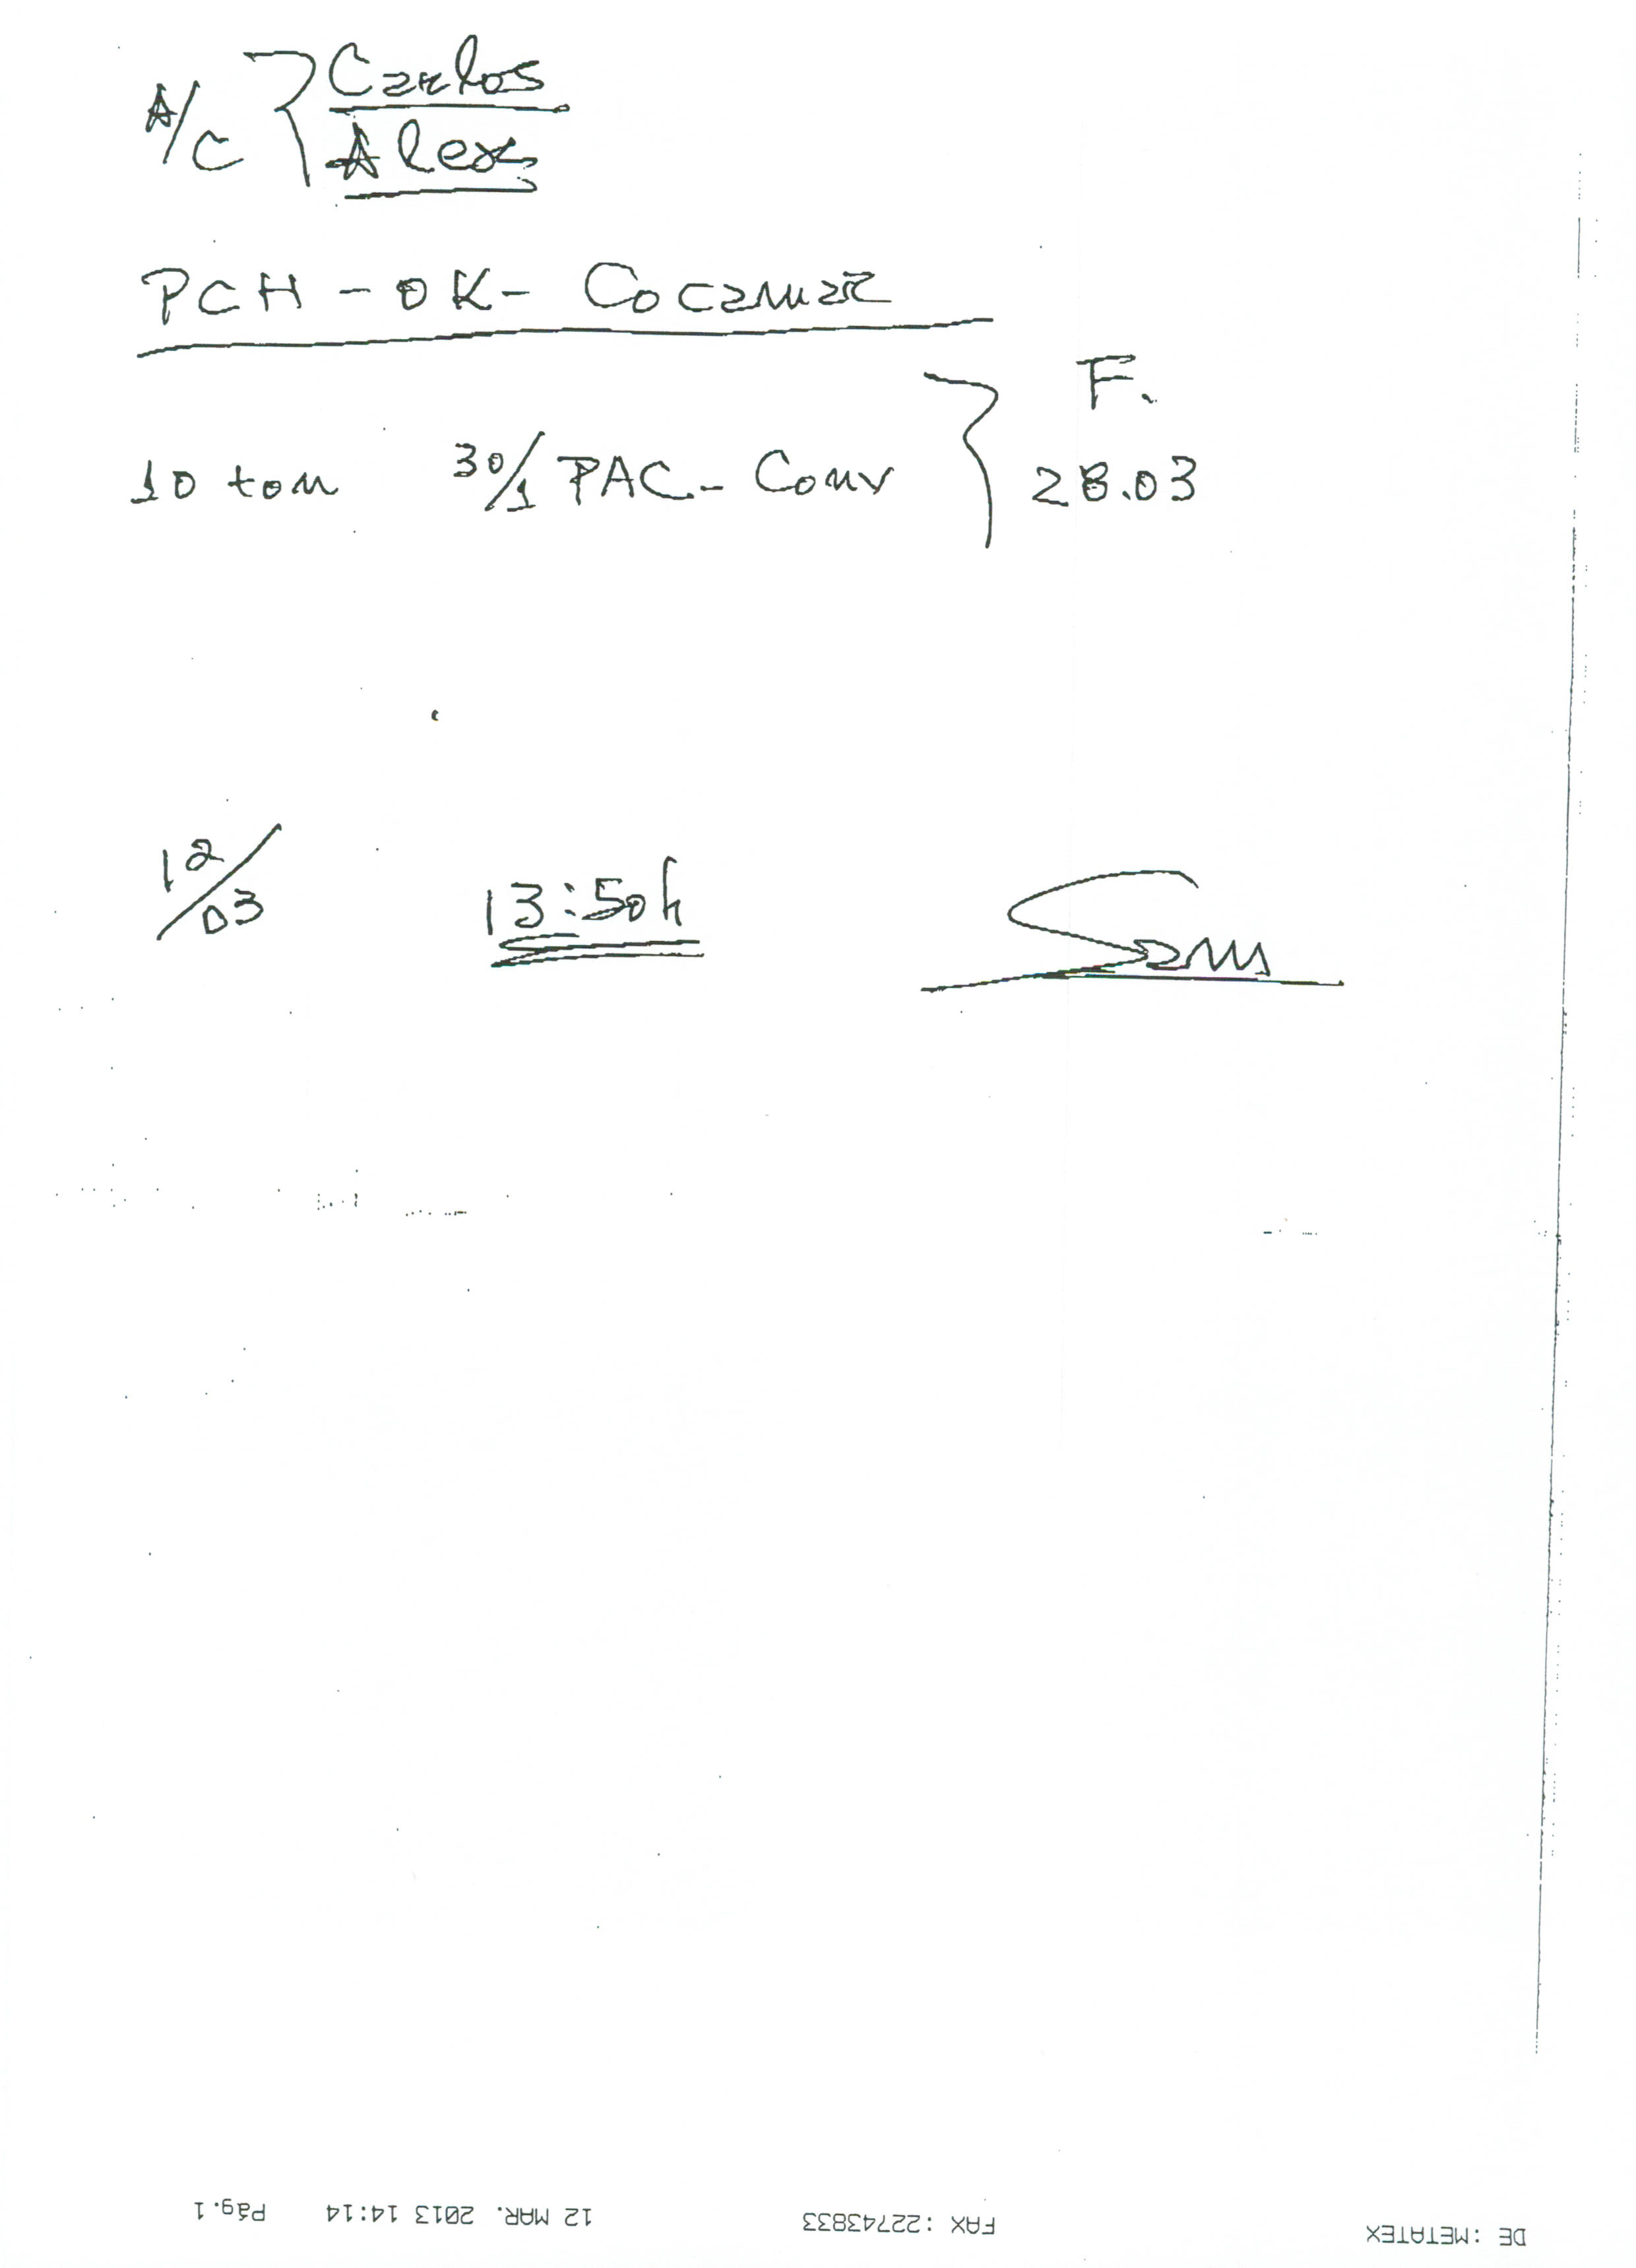 A/C } Carlos
Alex
PCH - OK - Cocamar
10 ton 30/1 PAC - Conv } F. 28.03
12/03 13:50h Sam
DE : METATEX FAX : 22743833 12 MAR. 2013 14:14 Pág.1